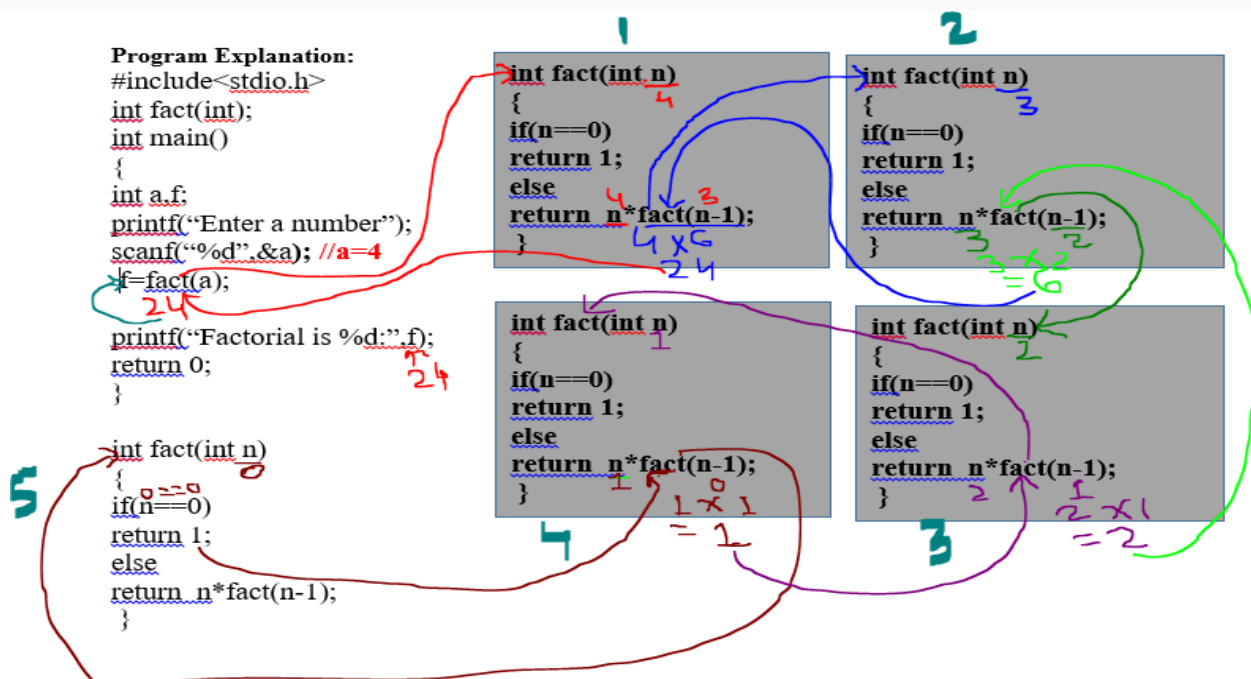 Program Explanation:
#include<stdio.h>
int fact(int);
int main()
{
int a,f;
printf(“Enter a number”);
scanf(“%d”,&a); //a=4
f=fact(a);
24
printf(“Factorial is %d:”,f);
24
return 0;
}
1
int fact(int n)
4
{
if(n==0)
return 1;
else
4 3
return n*fact(n-1);
4 x 6
}
24
2
int fact(int n)
3
{
if(n==0)
return 1;
else
return n*fact(n-1);
3 2
}
3 x 2
= 6
int fact(int n)
2
{
if(n==0)
return 1;
else
return n*fact(n-1);
2 1
}
2 x 1
= 2
3
int fact(int n)
1
{
if(n==0)
return 1;
else
return n*fact(n-1);
1 0
}
1 x 1
= 1
4
5
int fact(int n)
0
{
0==0
if(n==0)
return 1;
else
return n*fact(n-1);
}